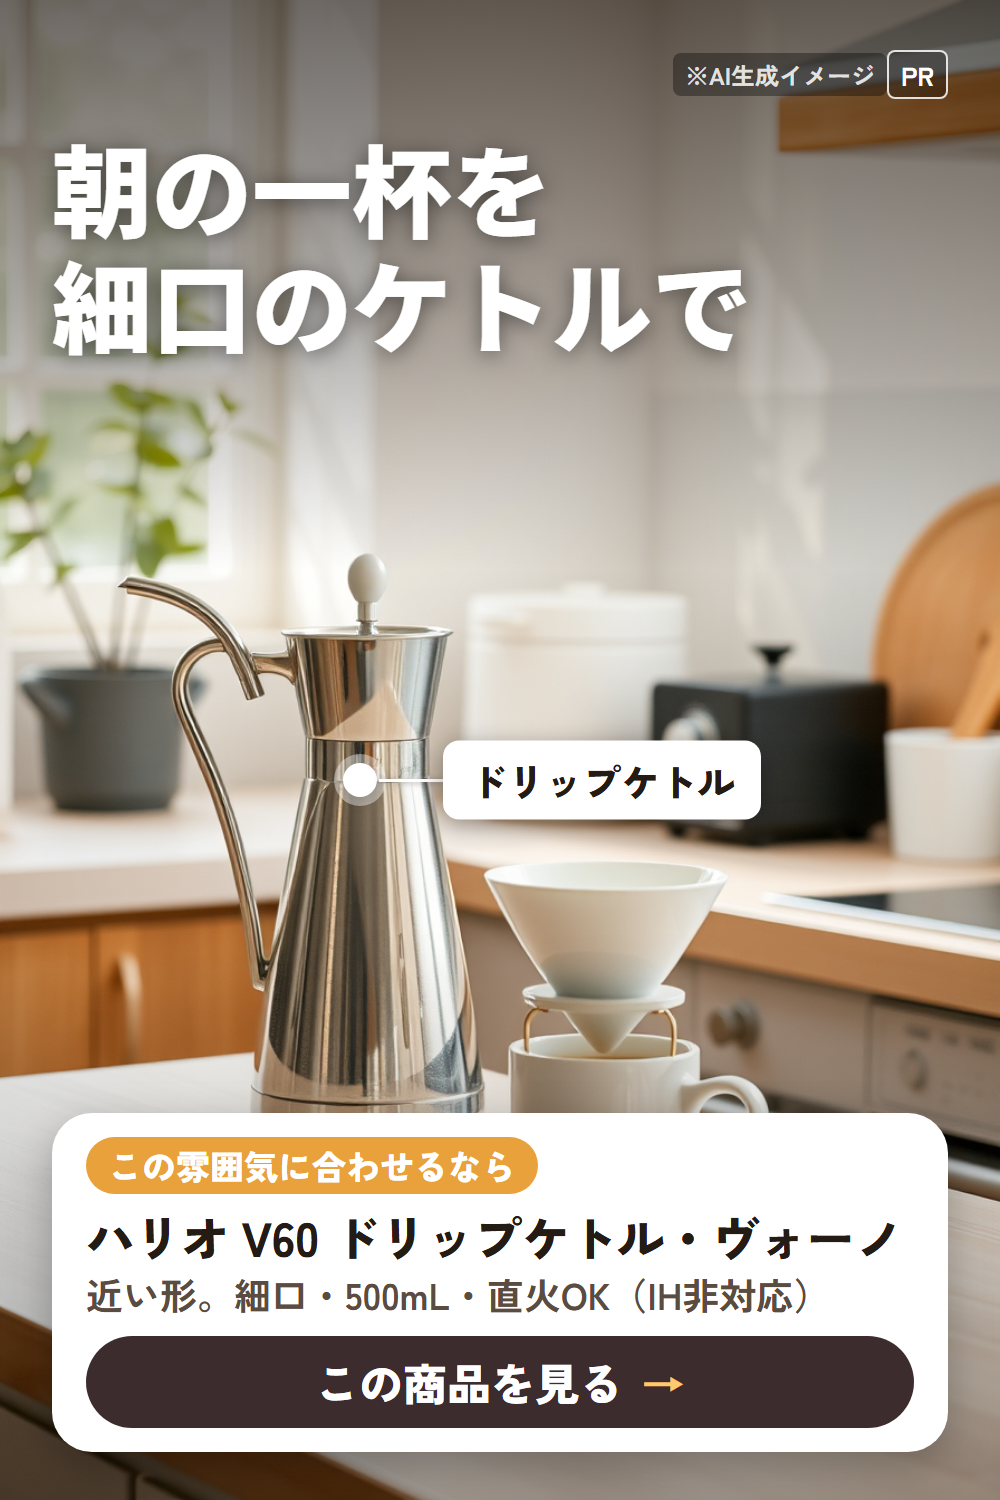 ※AI生成イメージ PR
朝の一杯を
細口のケトルで
ドリップケトル
この雰囲気に合わせるなら
ハリオ V60 ドリップケトル・ヴォーノ
近い形。細口・500mL・直火OK（IH非対応）
この商品を見る →